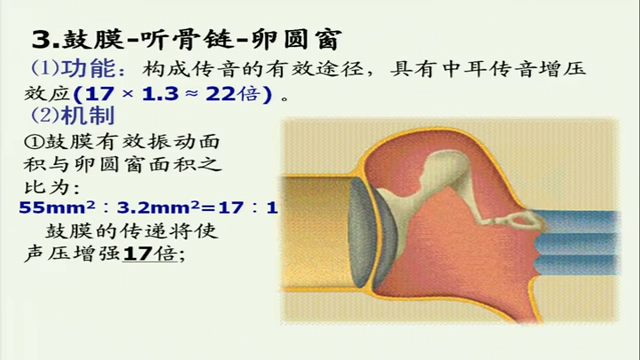 3.鼓膜-听骨链-卵圆窗
⑴功能：构成传音的有效途径，具有中耳传音增压
效应(17 × 1.3 ≈ 22倍) 。
⑵机制
①鼓膜有效振动面
积与卵圆窗面积之
比为:
55mm²：3.2mm²=17：1
鼓膜的传递将使
声压增强17倍;